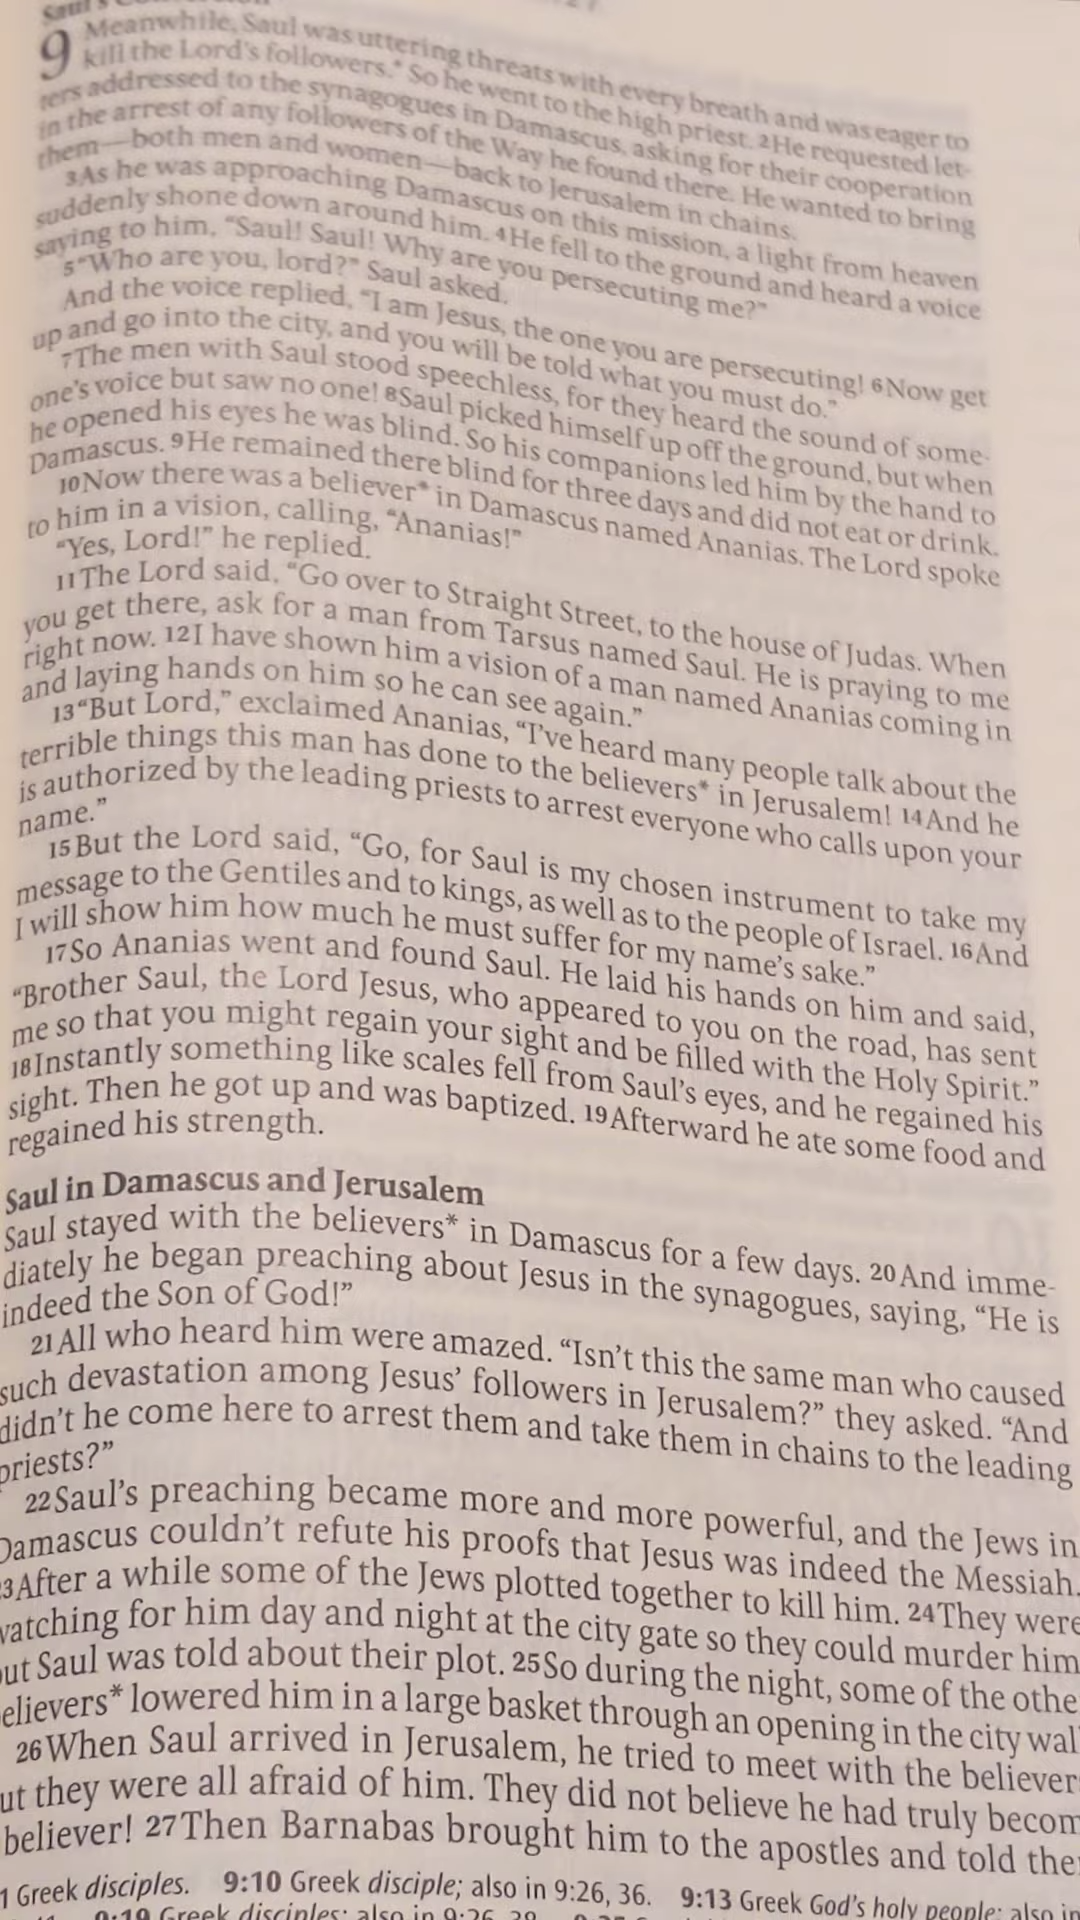 Saul's
9 Meanwhile, Saul was uttering threats with every breath and was eager to
kill the Lord's followers.* So he went to the high priest. 2He requested let-
ters addressed to the synagogues in Damascus, asking for their cooperation
in the arrest of any followers of the Way he found there. He wanted to bring
them—both men and women—back to Jerusalem in chains.
3As he was approaching Damascus on this mission, a light from heaven
suddenly shone down around him. 4He fell to the ground and heard a voice
saying to him, “Saul! Saul! Why are you persecuting me?”
5“Who are you, lord?” Saul asked.
And the voice replied, “I am Jesus, the one you are persecuting! 6Now get
up and go into the city, and you will be told what you must do.”
7The men with Saul stood speechless, for they heard the sound of some-
one's voice but saw no one! 8Saul picked himself up off the ground, but when
he opened his eyes he was blind. So his companions led him by the hand to
Damascus. 9He remained there blind for three days and did not eat or drink.
10Now there was a believer* in Damascus named Ananias. The Lord spoke
to him in a vision, calling, “Ananias!”
“Yes, Lord!” he replied.
11The Lord said, “Go over to Straight Street, to the house of Judas. When
you get there, ask for a man from Tarsus named Saul. He is praying to me
right now. 12I have shown him a vision of a man named Ananias coming in
and laying hands on him so he can see again.”
13“But Lord,” exclaimed Ananias, “I've heard many people talk about the
terrible things this man has done to the believers* in Jerusalem! 14And he
is authorized by the leading priests to arrest everyone who calls upon your
name.”
15But the Lord said, “Go, for Saul is my chosen instrument to take my
message to the Gentiles and to kings, as well as to the people of Israel. 16And
I will show him how much he must suffer for my name's sake.”
17So Ananias went and found Saul. He laid his hands on him and said,
“Brother Saul, the Lord Jesus, who appeared to you on the road, has sent
me so that you might regain your sight and be filled with the Holy Spirit.”
18Instantly something like scales fell from Saul's eyes, and he regained his
sight. Then he got up and was baptized. 19Afterward he ate some food and
regained his strength.
Saul in Damascus and Jerusalem
Saul stayed with the believers* in Damascus for a few days. 20And imme-
diately he began preaching about Jesus in the synagogues, saying, “He is
indeed the Son of God!”
21All who heard him were amazed. “Isn't this the same man who caused
such devastation among Jesus' followers in Jerusalem?” they asked. “And
didn't he come here to arrest them and take them in chains to the leading
priests?”
22Saul's preaching became more and more powerful, and the Jews in
Damascus couldn't refute his proofs that Jesus was indeed the Messiah.
3After a while some of the Jews plotted together to kill him. 24They were
watching for him day and night at the city gate so they could murder him
ut Saul was told about their plot. 25So during the night, some of the othe
elievers* lowered him in a large basket through an opening in the city wal
26When Saul arrived in Jerusalem, he tried to meet with the believer
ut they were all afraid of him. They did not believe he had truly becom
believer! 27Then Barnabas brought him to the apostles and told the
1 Greek disciples. 9:10 Greek disciple; also in 9:26, 36. 9:13 Greek God's holy people; also in
9:19 Greek disciples; also in 9:26, 38.